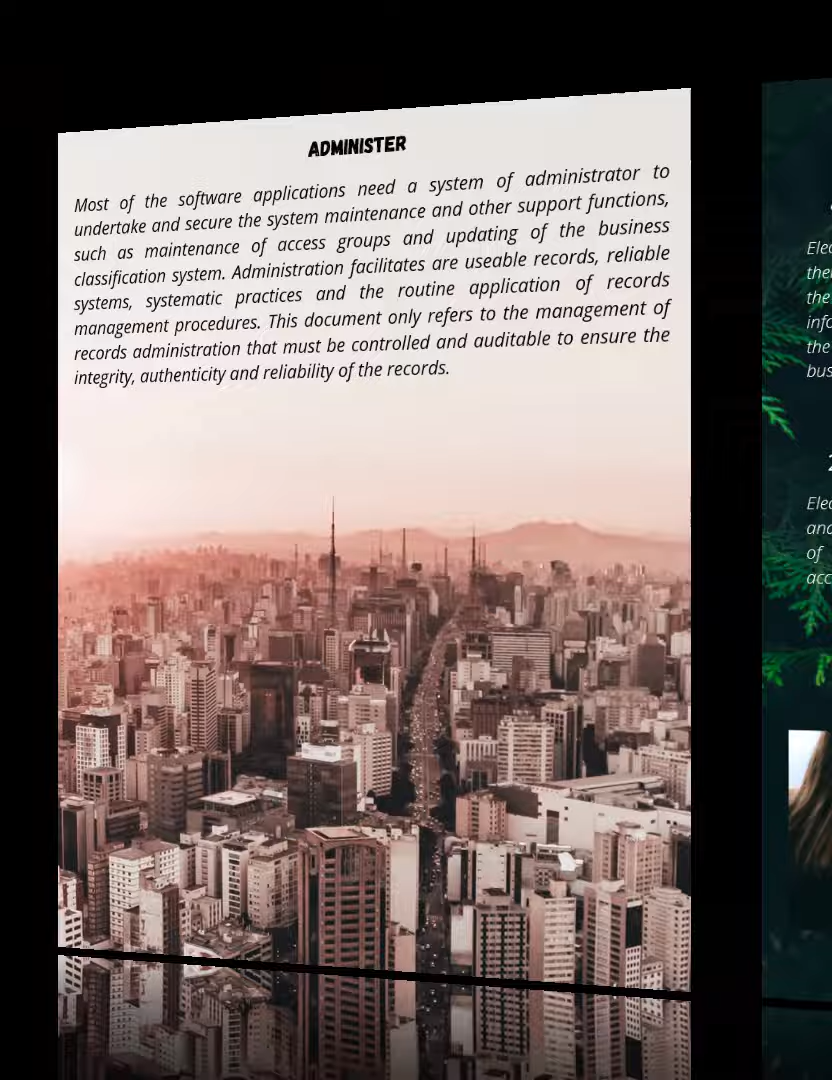 ADMINISTER
Most of the software applications need a system of administrator to
undertake and secure the system maintenance and other support functions,
such as maintenance of access groups and updating of the business
classification system. Administration facilitates are useable records, reliable
systems, systematic practices and the routine application of records
management procedures. This document only refers to the management of
records administration that must be controlled and auditable to ensure the
integrity, authenticity and reliability of the records.
the
the
and
of